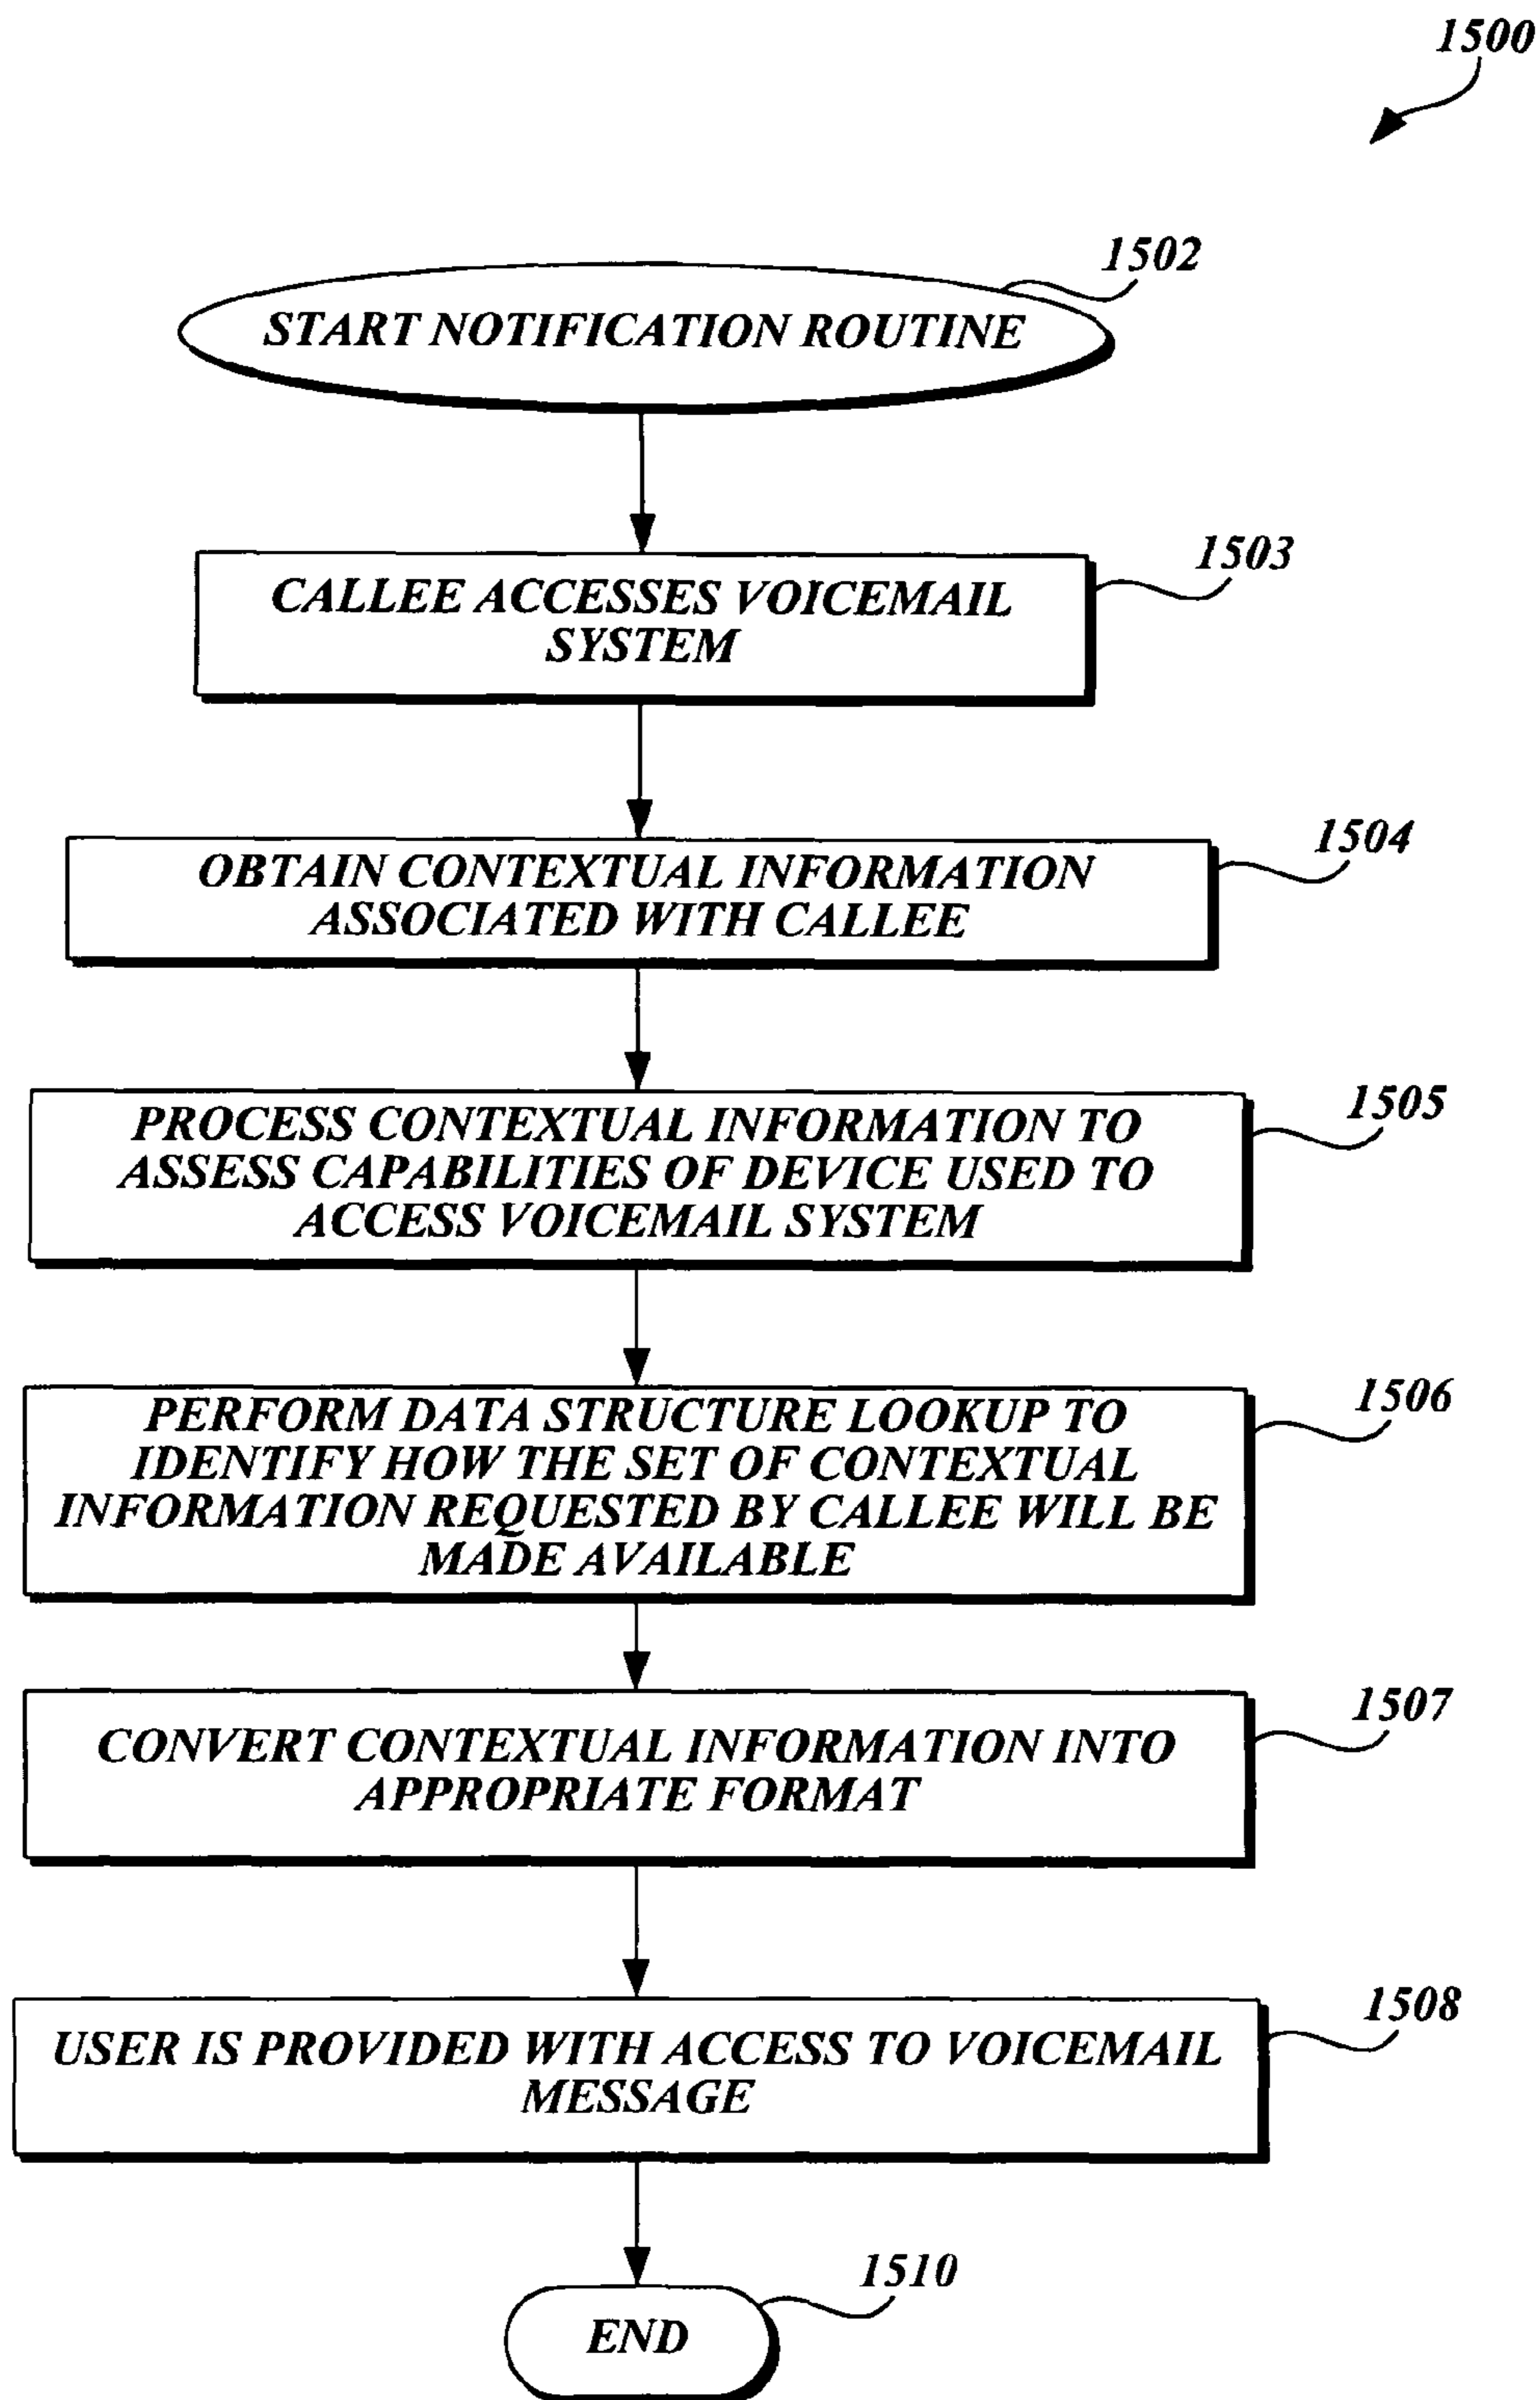 1500
1502
START NOTIFICATION ROUTINE
1503
CALLEE ACCESSES VOICEMAIL
SYSTEM
1504
OBTAIN CONTEXTUAL INFORMATION
ASSOCIATED WITH CALLEE
1505
PROCESS CONTEXTUAL INFORMATION TO
ASSESS CAPABILITIES OF DEVICE USED TO
ACCESS VOICEMAIL SYSTEM
1506
PERFORM DATA STRUCTURE LOOKUP TO
IDENTIFY HOW THE SET OF CONTEXTUAL
INFORMATION REQUESTED BY CALLEE WILL BE
MADE AVAILABLE
1507
CONVERT CONTEXTUAL INFORMATION INTO
APPROPRIATE FORMAT
1508
USER IS PROVIDED WITH ACCESS TO VOICEMAIL
MESSAGE
1510
END